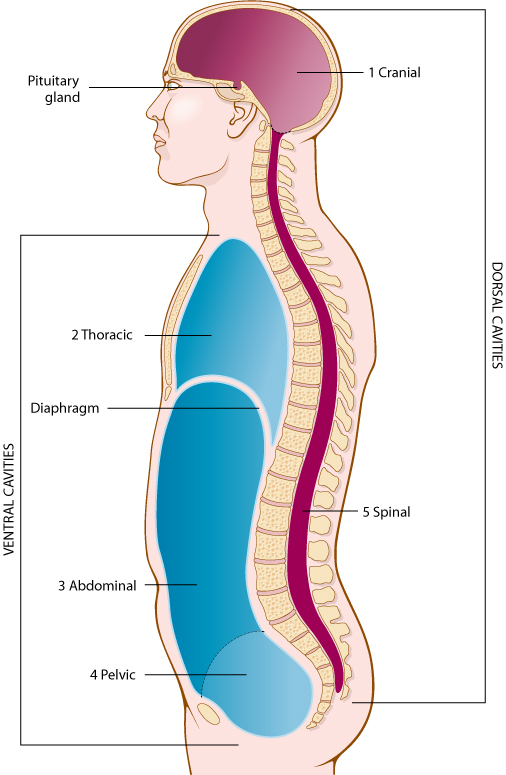 1 Cranial
Pituitary
gland
DORSAL CAVITIES
2 Thoracic
Diaphragm
VENTRAL CAVITIES
5 Spinal
3 Abdominal
4 Pelvic